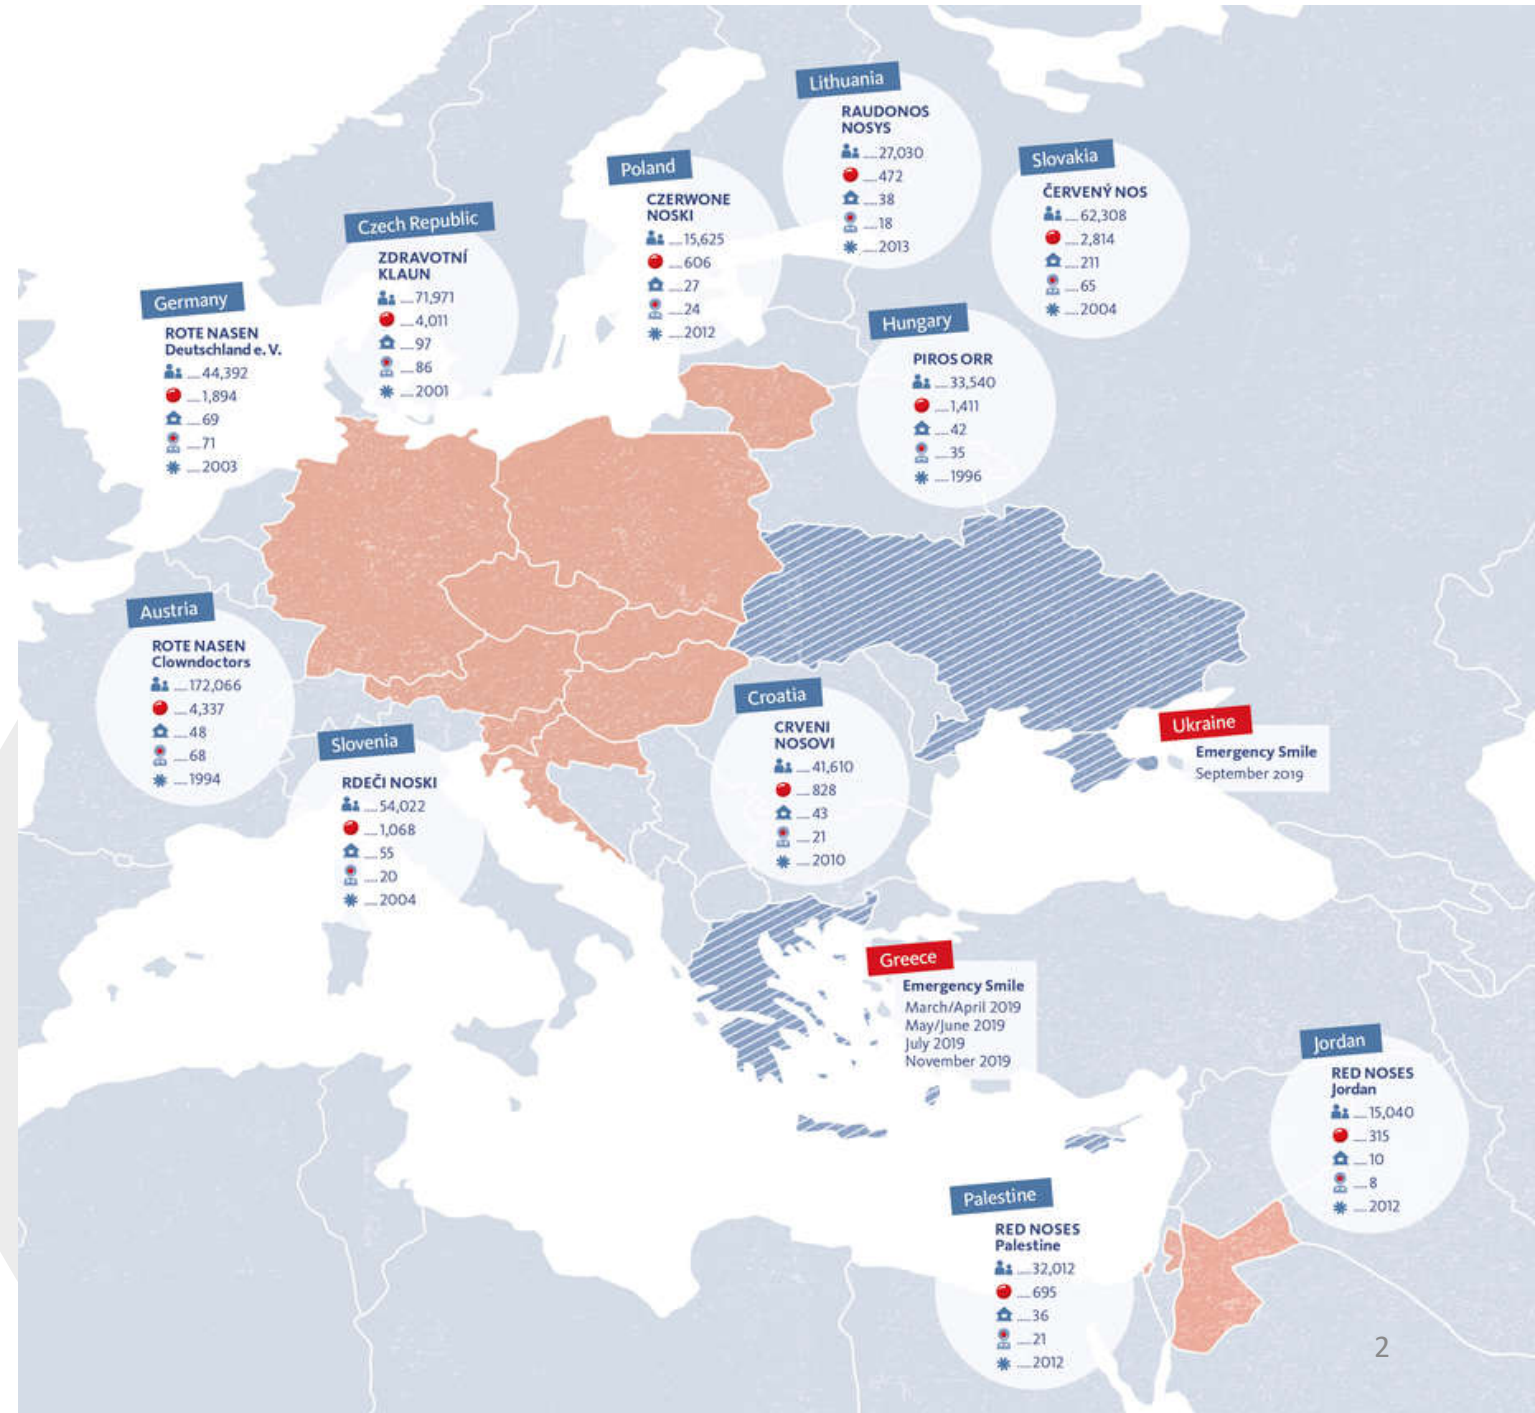 Lithuania
RAUDONOS
NOSYS
....27,030
....472
....38
....18
....2013
Slovakia
ČERVENÝ NOS
....62,308
....2,814
....211
....65
....2004
Poland
CZERWONE
NOSKI
....15,625
....606
....27
....24
....2012
Czech Republic
ZDRAVOTNÍ
KLAUN
....71,971
....4,011
....97
....86
....2001
Germany
ROTE NASEN
Deutschland e. V.
....44,392
....1,894
....69
....71
....2003
Hungary
PIROS ORR
....33,540
....1,411
....42
....35
....1996
Austria
ROTE NASEN
Clowndoctors
....172,066
....4,337
....48
....68
....1994
Slovenia
RDEČI NOSKI
....54,022
....1,068
....55
....20
....2004
Croatia
CRVENI
NOSOVI
....41,610
....828
....43
....21
....2010
Ukraine
Emergency Smile
September 2019
Greece
Emergency Smile
March/April 2019
May/June 2019
July 2019
November 2019
Jordan
RED NOSES
Jordan
....15,040
....315
....10
....8
....2012
Palestine
RED NOSES
Palestine
....32,012
....695
....36
....21
....2012
2